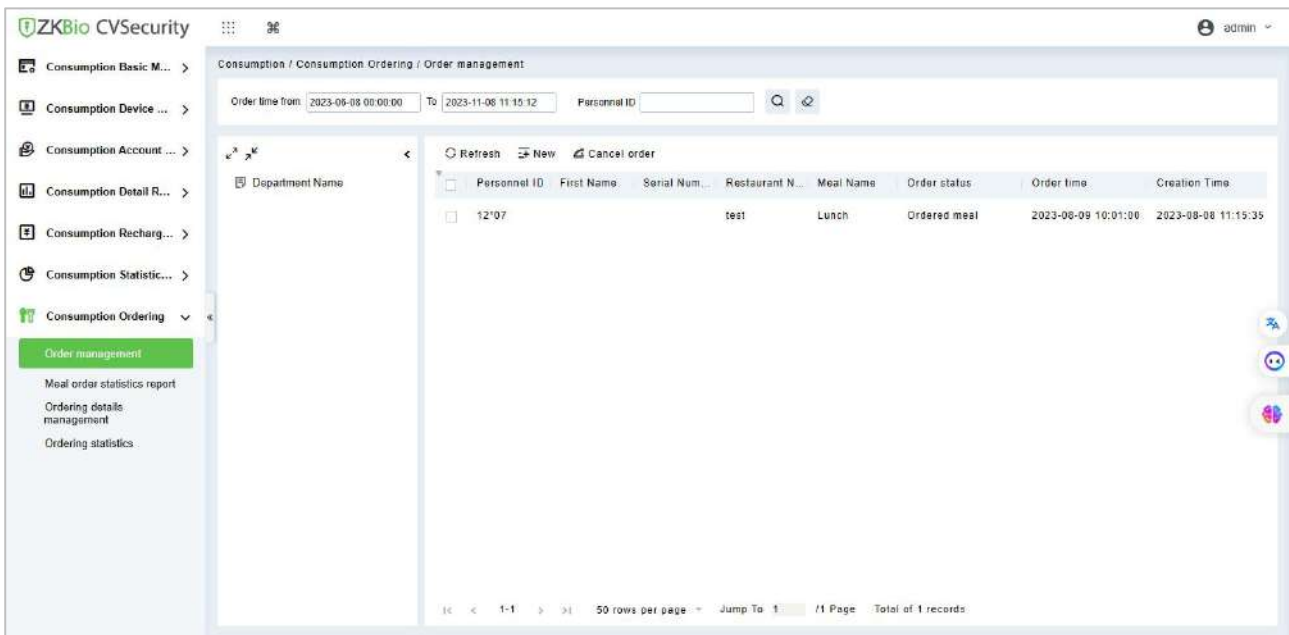 ZKBio CVSecurity
admin
Consumption Basic M...
Consumption Device ...
Consumption Account ...
Consumption Detail R...
Consumption Recharg...
Consumption Statistic...
Consumption Ordering
Order management
Meal order statistics report
Ordering details
management
Ordering statistics
Consumption / Consumption Ordering / Order management
Order time from 2023-06-08 00:00:00 To 2023-11-08 11:15:12 Personnel ID
Department Name
Refresh New Cancel order
Personnel ID First Name Serial Num... Restaurant N... Meal Name Order status Order time Creation Time
12*07 test Lunch Ordered meal 2023-08-09 10:01:00 2023-08-08 11:15:35
1-1 50 rows per page Jump To 1 /1 Page Total of 1 records